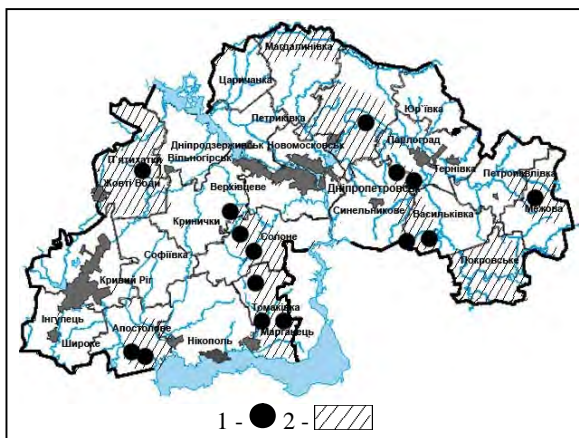 Магдалинівка
Царичанка
Юр`ївка
Петриківка
Павлоград
П`ятихатки
Дніпродзержинськ
Новомосковськ
Тернівка
Петропавлівка
Вільногірськ
Жовті Води
Верхівцеве
Дніпропетровськ
Межова
Синельникове
Васильківка
Кринички
Солоне
Софіївка
Покровське
Кривий Ріг
Томаківка
Інгулець
Апостолове
Марганець
Нікополь
Широке
1 - 2 -